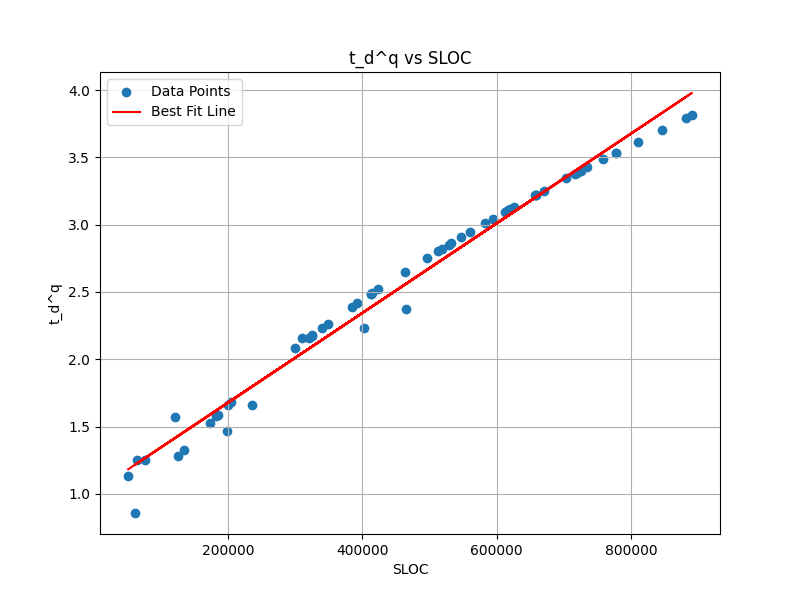 t_d^q vs SLOC
Data Points
Best Fit Line
4.0
3.5
3.0
2.5
2.0
1.5
1.0
t_d^q
200000
400000
600000
800000
SLOC